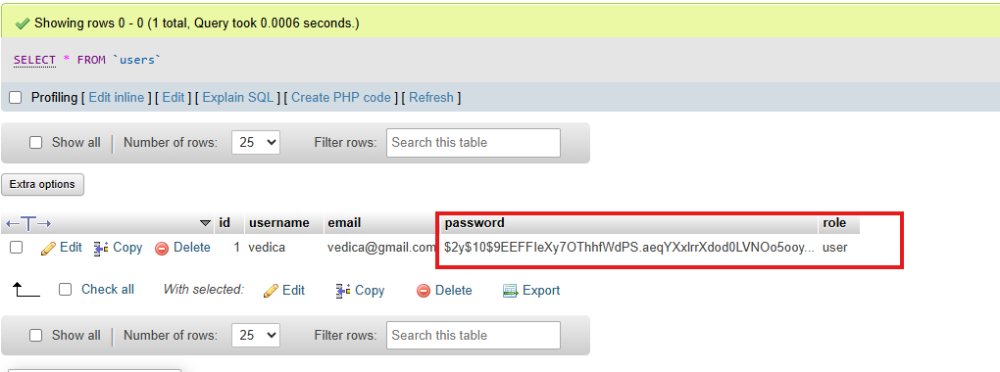 Showing rows 0 - 0 (1 total, Query took 0.0006 seconds.)
SELECT * FROM `users`
Profiling [ Edit inline ] [ Edit ] [ Explain SQL ] [ Create PHP code ] [ Refresh ]
Show all Number of rows: 25 Filter rows: Search this table
Extra options
id username email password role
Edit Copy Delete 1 vedica vedica@gmail.com $2y$10$9EEFFIeXy7OThhfWdPS.aeqYXxlrrXdod0LVNOo5ooy... user
Check all With selected: Edit Copy Delete Export
Show all Number of rows: 25 Filter rows: Search this table